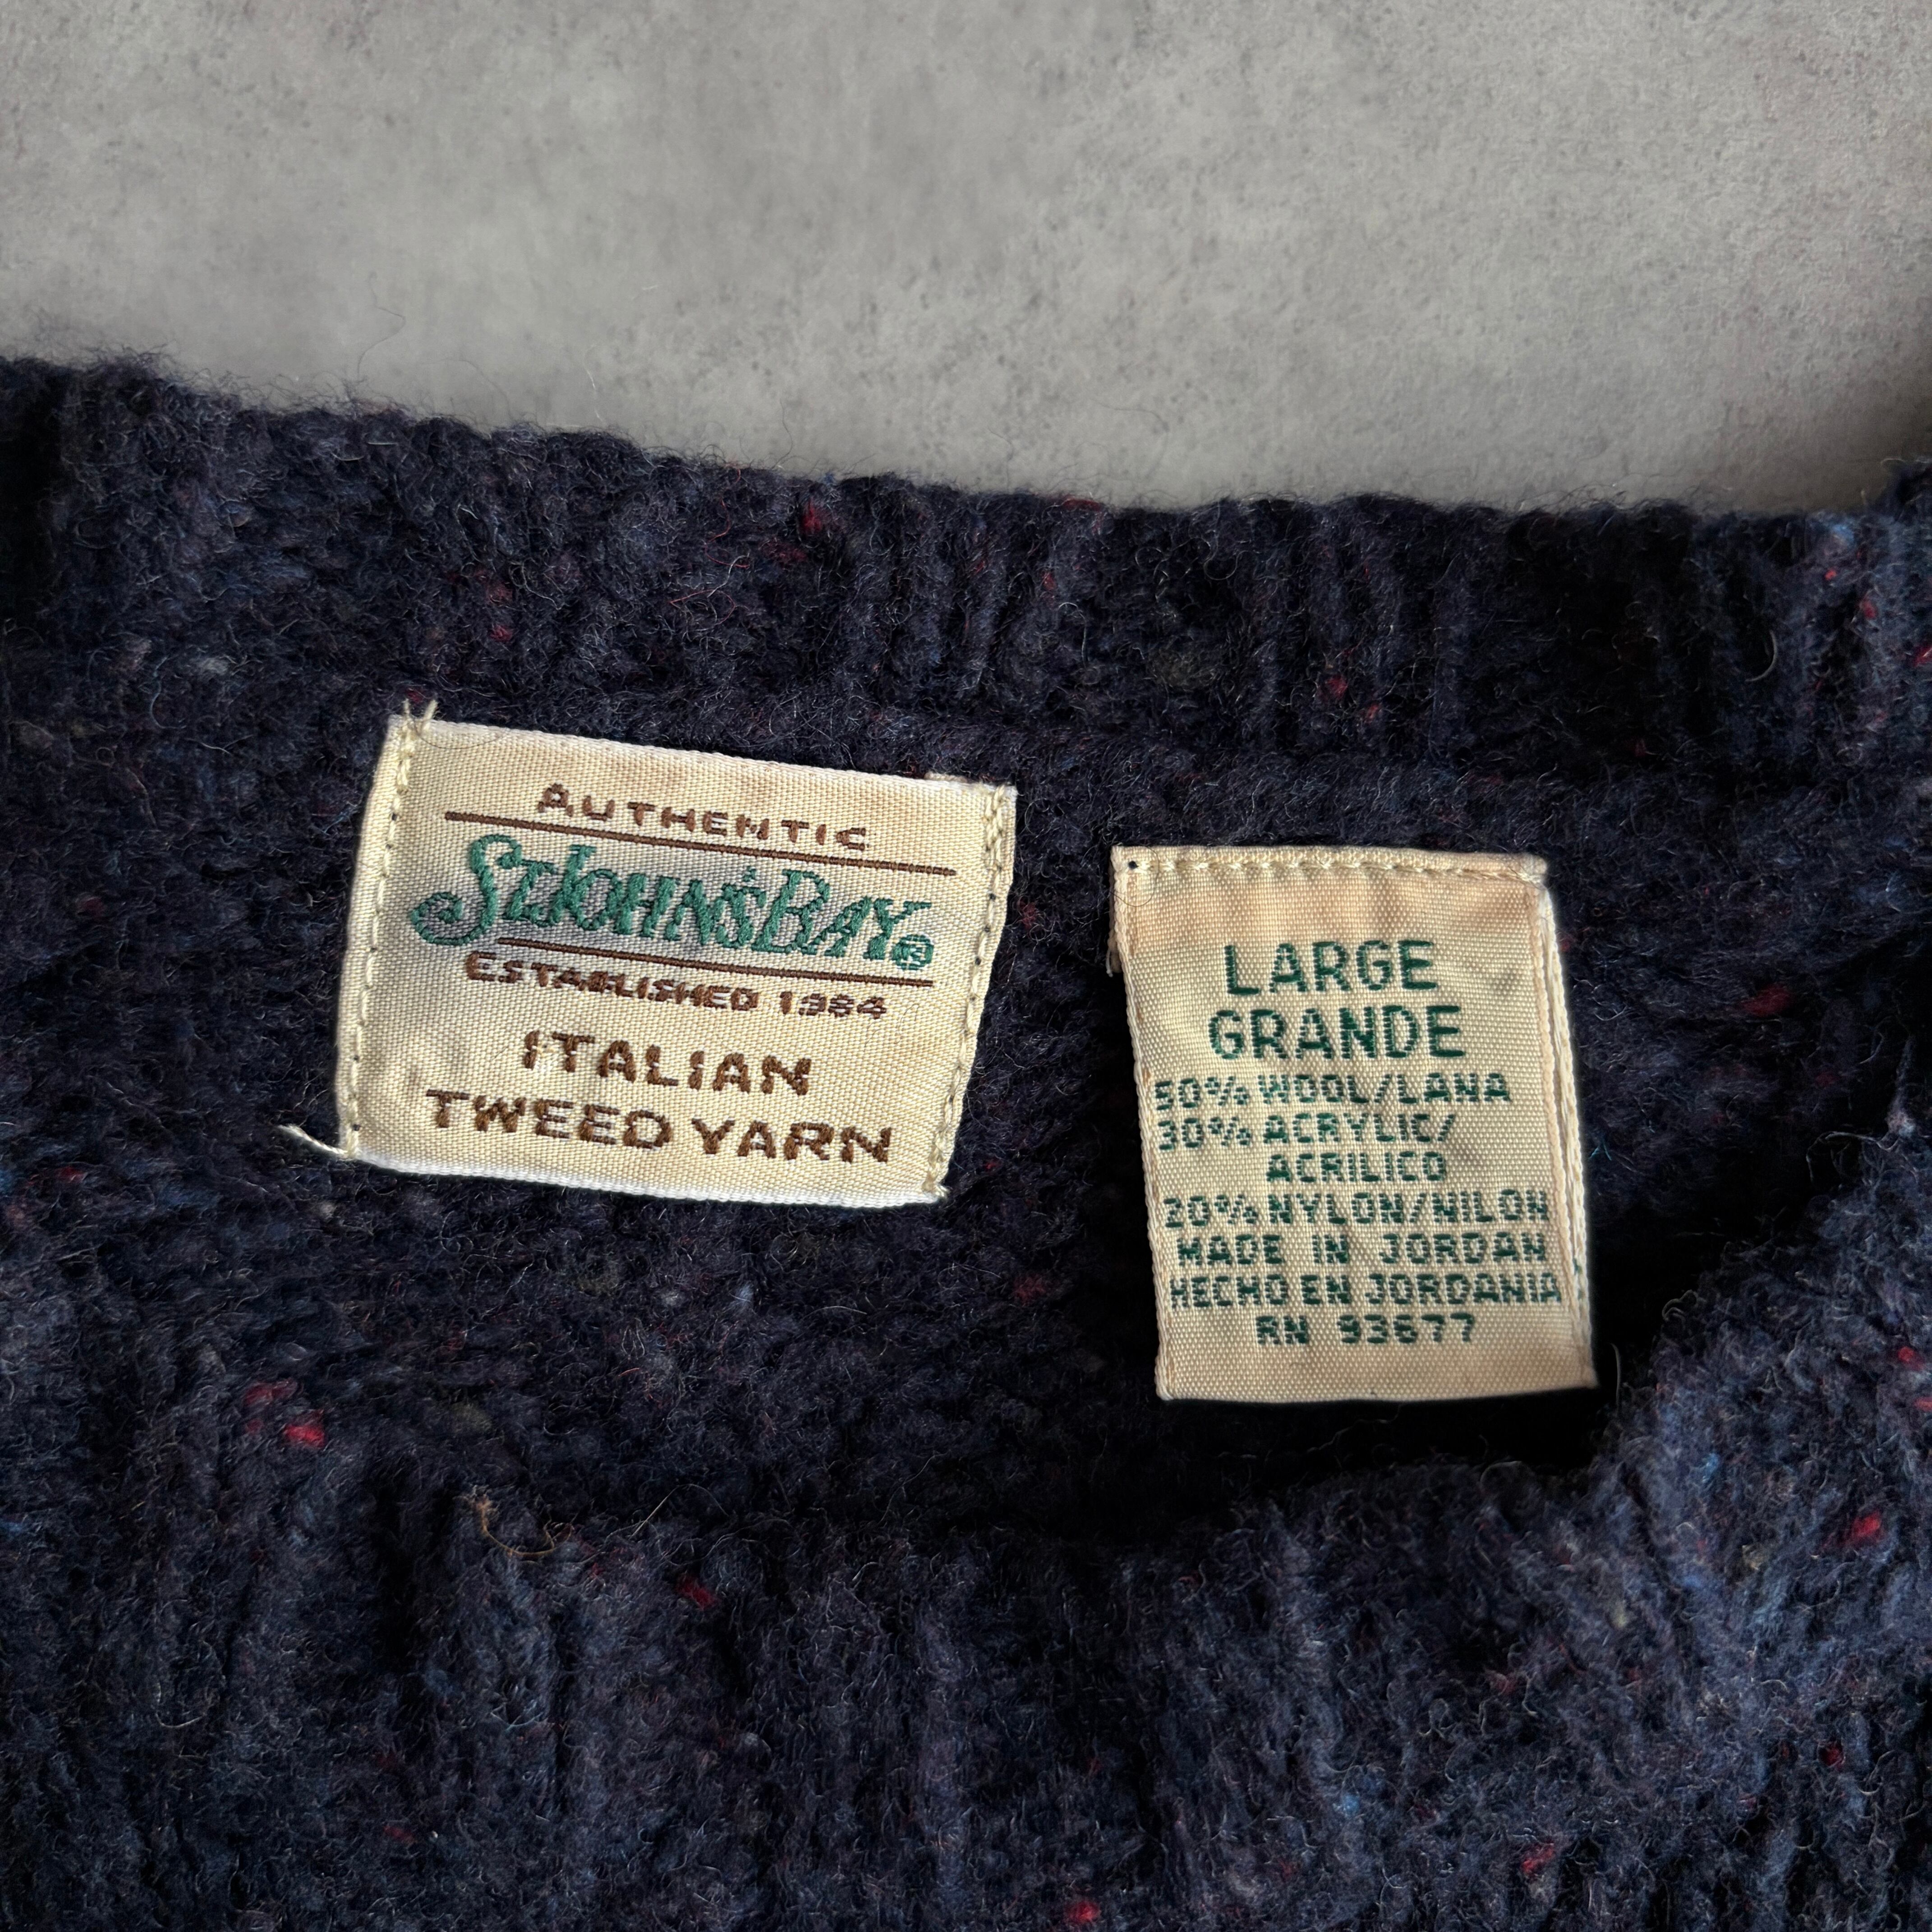 AUTHENTIC
ST. JOHN'S BAY®
ESTABLISHED 1984
ITALIAN
TWEED YARN
LARGE
GRANDE
50% WOOL/LANA
30% ACRYLIC/
ACRILICO
20% NYLON/NILON
MADE IN JORDAN
HECHO EN JORDANIA
RN 93677